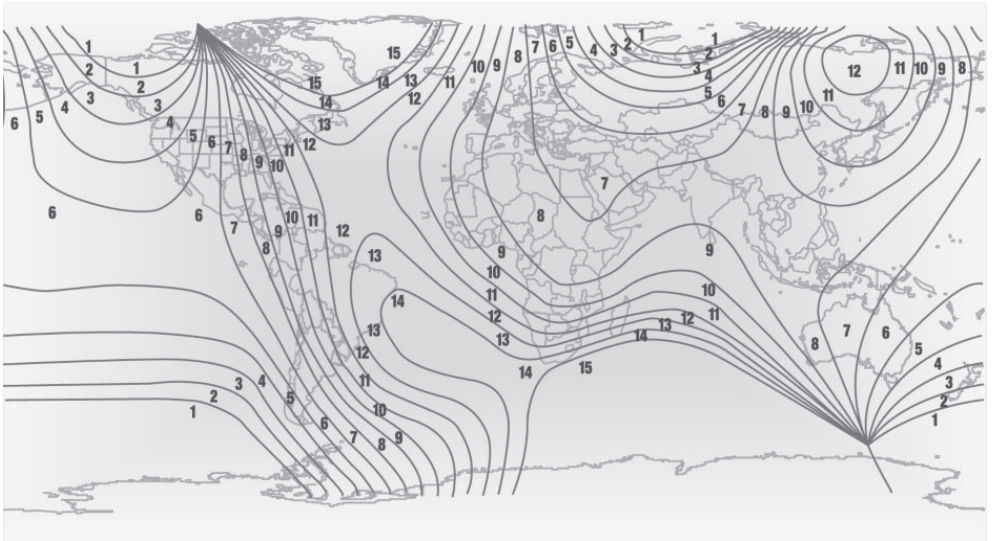 1 15 8 7 6 5 4 3 2 1 1
2 1 15 14 15 14 13 11 10 9 2 12 11 10 9 8
6 5 4 3 2 3 14 12 3 4 5 6 7 8 9 10 11
4 13
5 6 7 8 9 10 11 12
6 6 7 8 9 10 11 12 13 8 7 9
9 10 11 12 13 14 10 11 12 13 14
13 12 11 10 14 15 8 7 6 5 4 3 2 1
1 2 3 4 5 6 7 8 9